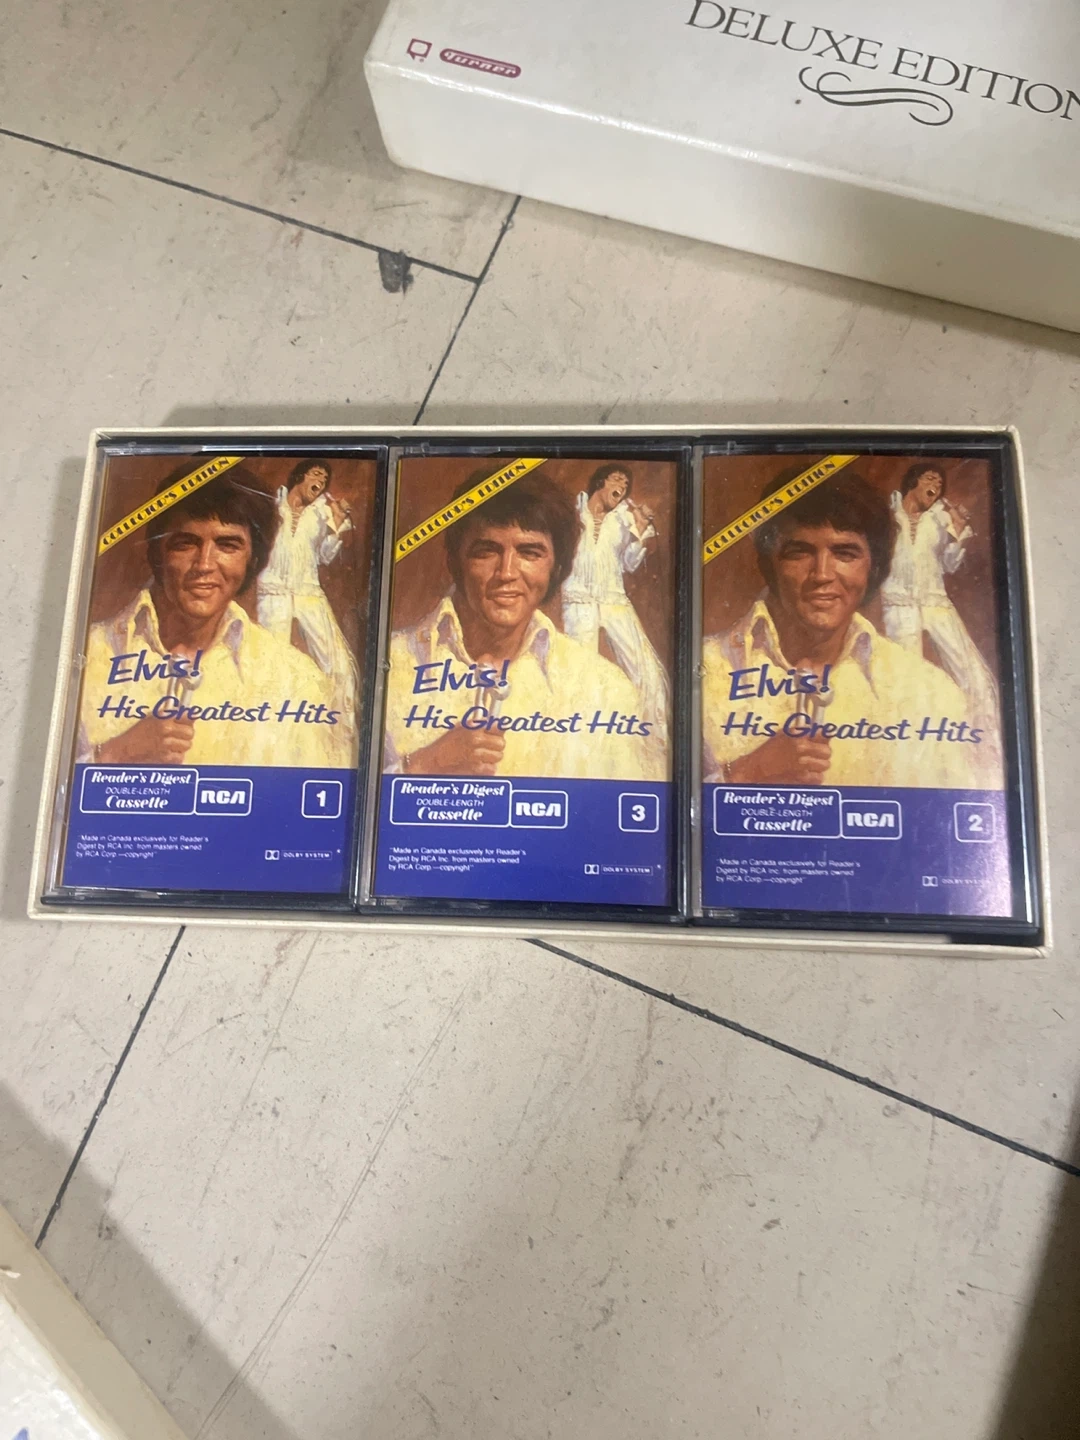 DELUXE EDITION
Turner
COLLECTOR'S EDITION
Elvis!
His Greatest Hits
Reader's Digest
DOUBLE-LENGTH
Cassette
RCA
1
"Made in Canada exclusively for Reader's
Digest by RCA Inc. from masters owned
by RCA Corp.—copyright"
DOLBY SYSTEM
COLLECTOR'S EDITION
Elvis!
His Greatest Hits
Reader's Digest
DOUBLE-LENGTH
Cassette
RCA
3
"Made in Canada exclusively for Reader's
Digest by RCA Inc. from masters owned
by RCA Corp.—copyright"
DOLBY SYSTEM
COLLECTOR'S EDITION
Elvis!
His Greatest Hits
Reader's Digest
DOUBLE-LENGTH
Cassette
RCA
2
"Made in Canada exclusively for Reader's
Digest by RCA Inc. from masters owned
by RCA Corp.—copyright"
DOLBY SYSTEM